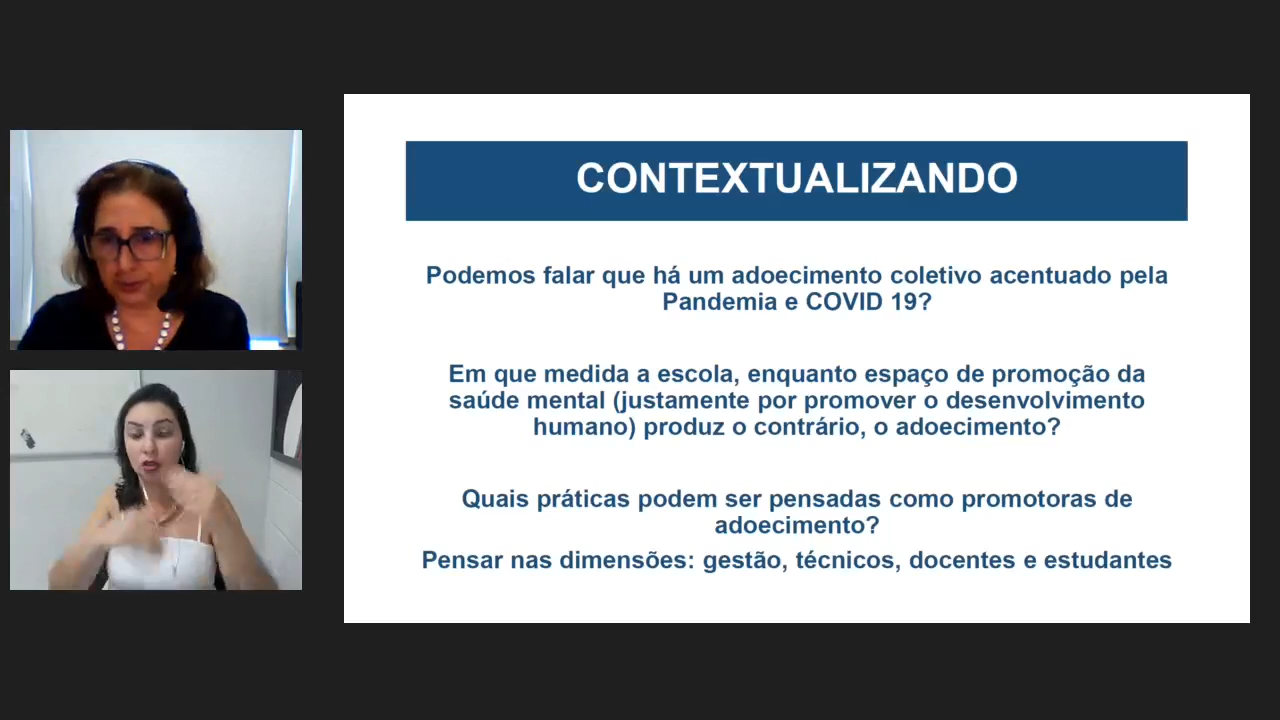 CONTEXTUALIZANDO
Podemos falar que há um adoecimento coletivo acentuado pela
Pandemia e COVID 19?
Em que medida a escola, enquanto espaço de promoção da
saúde mental (justamente por promover o desenvolvimento
humano) produz o contrário, o adoecimento?
Quais práticas podem ser pensadas como promotoras de
adoecimento?
Pensar nas dimensões: gestão, técnicos, docentes e estudantes